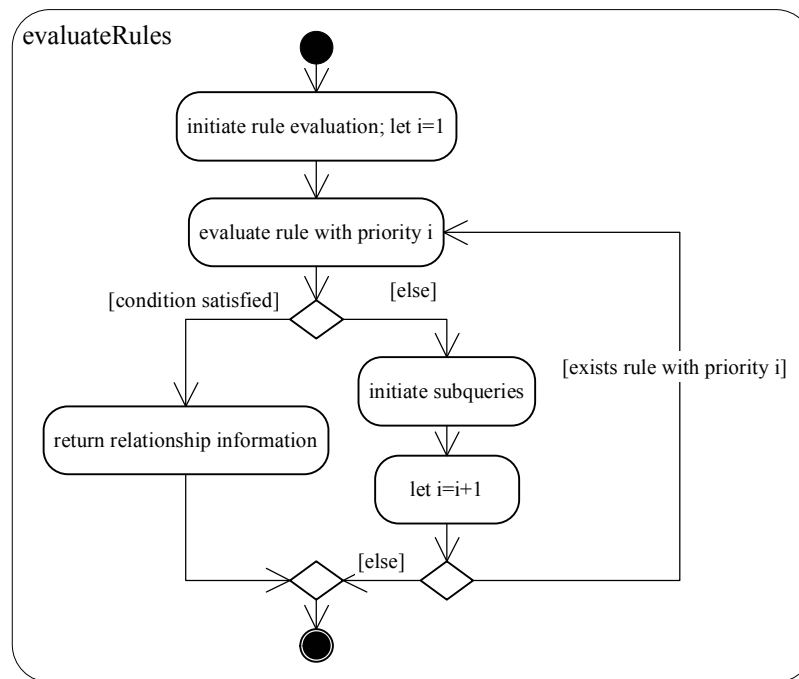 evaluateRules
initiate rule evaluation; let i=1
evaluate rule with priority i
[condition satisfied]
[else]
initiate subqueries
[exists rule with priority i]
return relationship information
let i=i+1
[else]